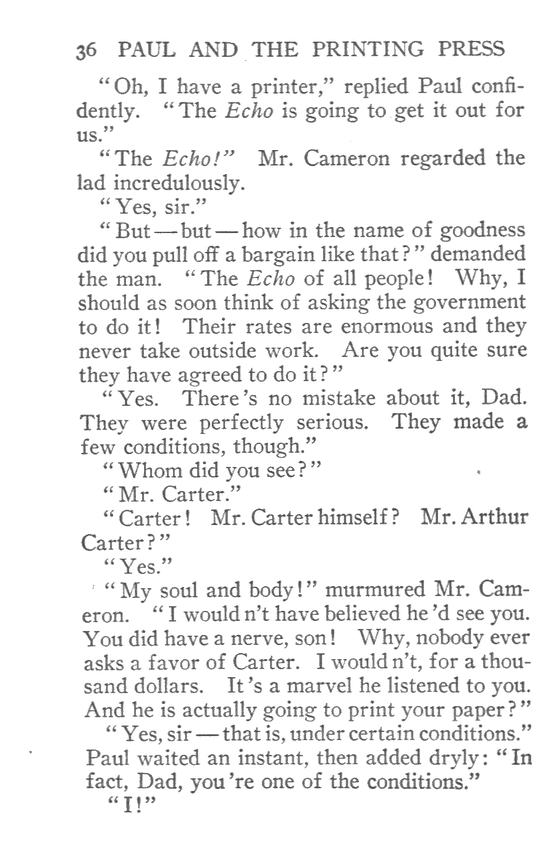 36 PAUL AND THE PRINTING PRESS
“Oh, I have a printer,” replied Paul confi-
dently. “The Echo is going to get it out for
us.”
“The Echo!” Mr. Cameron regarded the
lad incredulously.
“Yes, sir.”
“But—but—how in the name of goodness
did you pull off a bargain like that?” demanded
the man. “The Echo of all people! Why, I
should as soon think of asking the government
to do it! Their rates are enormous and they
never take outside work. Are you quite sure
they have agreed to do it?”
“Yes. There's no mistake about it, Dad.
They were perfectly serious. They made a
few conditions, though.”
“Whom did you see?”
“Mr. Carter.”
“Carter! Mr. Carter himself? Mr. Arthur
Carter?”
“Yes.”
“My soul and body!” murmured Mr. Cam-
eron. “I would n't have believed he'd see you.
You did have a nerve, son! Why, nobody ever
asks a favor of Carter. I would n't, for a thou-
sand dollars. It's a marvel he listened to you.
And he is actually going to print your paper?”
“Yes, sir—that is, under certain conditions.”
Paul waited an instant, then added dryly: “In
fact, Dad, you're one of the conditions.”
“I!”